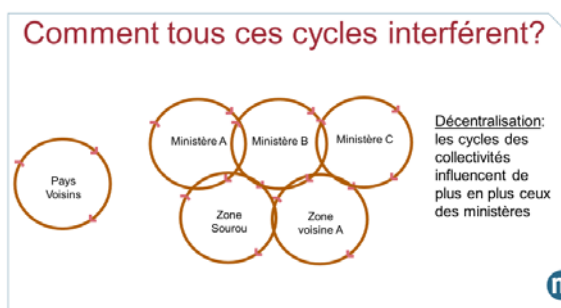 Comment tous ces cycles interférent?
Ministère A
Ministère B
Ministère C
Pays
Voisins
Zone
Sourou
Zone
voisine A
Décentralisation:
les cycles des
collectivités
influencent de
plus en plus ceux
des ministères